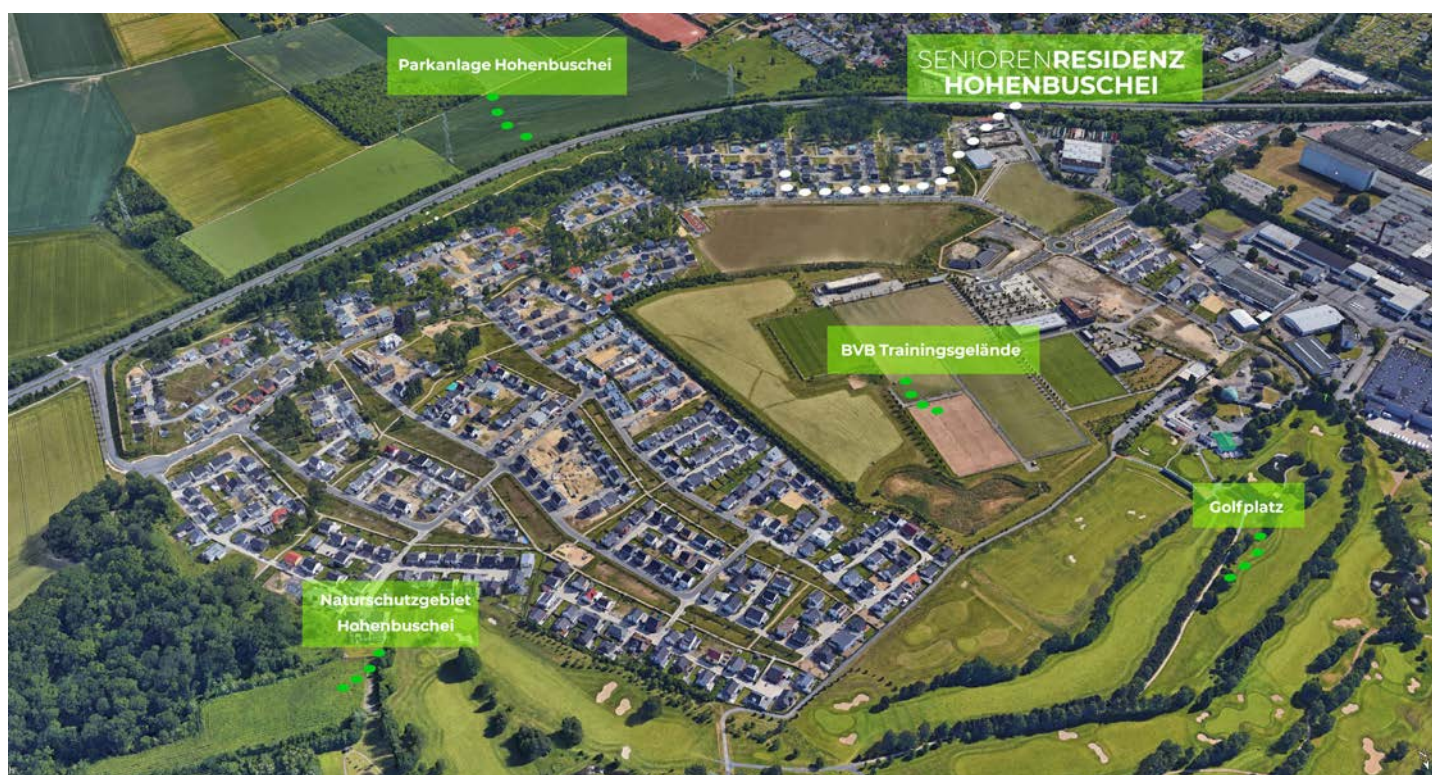 Parkanlage Hohenbuschei
SENIORENRESIDENZ
HOHENBUSCHEI
BVB Trainingsgelände
Golfplatz
Naturschutzgebiet
Hohenbuschei